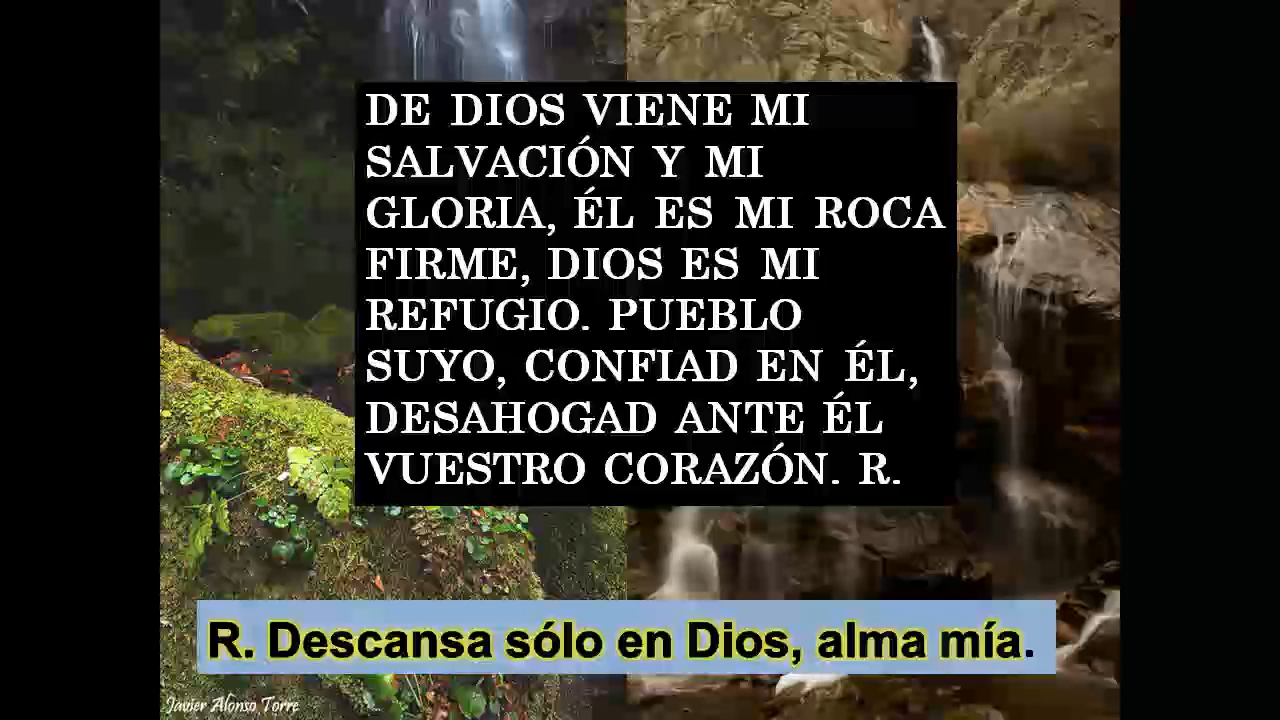 DE DIOS VIENE MI
SALVACIÓN Y MI
GLORIA, ÉL ES MI ROCA
FIRME, DIOS ES MI
REFUGIO. PUEBLO
SUYO, CONFIAD EN ÉL,
DESAHOGAD ANTE ÉL
VUESTRO CORAZÓN. R.
R. Descansa sólo en Dios, alma mía.
Javier Alonso Torre